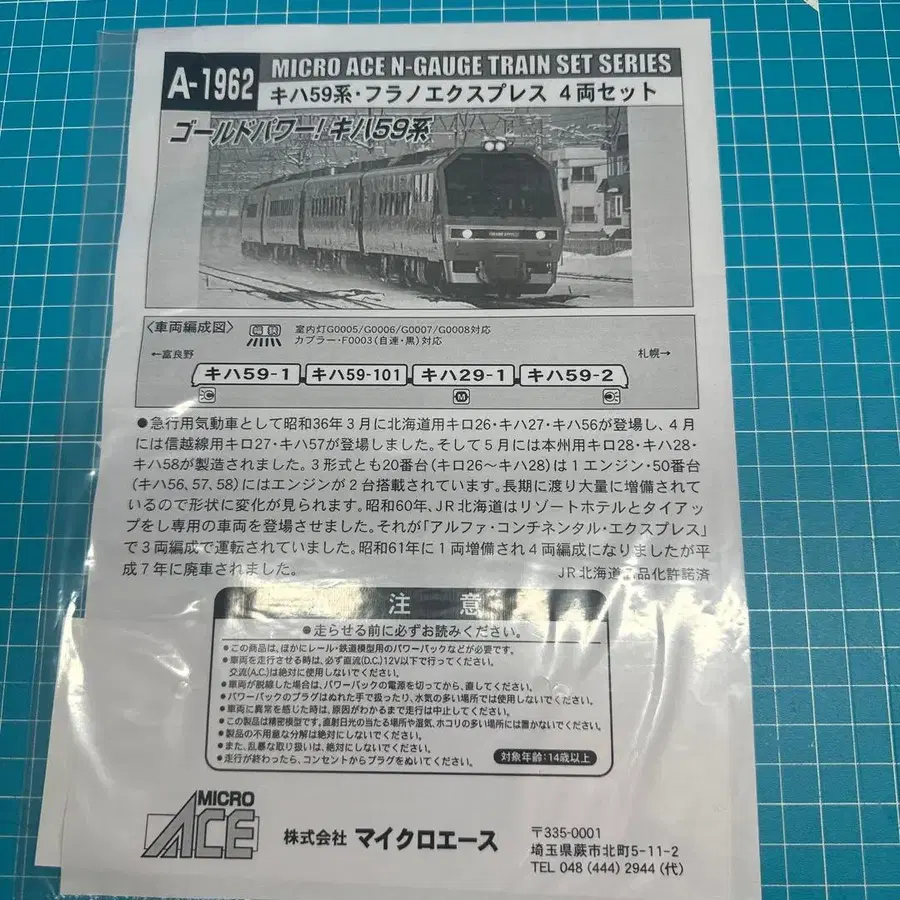 A-1962
MICRO ACE N-GAUGE TRAIN SET SERIES
キハ59系・フラノエクスプレス 4両セット
ゴールドパワー!キハ59系
〈車両編成図〉
室内灯G0005/G0006/G0007/G0008対応
カプラー・F0003(自連・黒)対応
←富良野
札幌→
キハ59-1 キハ59-101 キハ29-1 キハ59-2
M
●急行用気動車として昭和36年3月に北海道用キロ26・キハ27・キハ56が登場し、4月
には信越線用キロ27・キハ57が登場しました。そして5月には本州用キロ28・キハ28・
キハ58が製造されました。3形式とも20番台(キロ26〜キハ28)は1エンジン・50番台
(キハ56、57、58)にはエンジンが2台搭載されています。長期に渡り大量に増備されて
いるので形状に変化が見られます。昭和60年、JR北海道はリゾートホテルとタイアッ
プをし専用の車両を登場させました。それが「アルファ・コンチネンタル・エクスプレス」
で3両編成で運転されていました。昭和61年に1両増備され4両編成になりましたが平
成7年に廃車されました。
JR北海道商品化許諾済
注 意
●走らせる前に必ずお読みください。
●この商品は、ほかにレール・鉄道模型用のパワーパックなどが必要です。
●車両を走行させる時は、必ず直流(D.C.)12V以下で行ってください。
交流(A.C.)は絶対に使用しないでください。
●車両が脱線した場合は、パワーパックの電源を切ってから、直してください。
●パワーパックのプラグはぬれた手で扱ったり、水気の多い場所では使用しないでください。
●車両に異常を感じた時は、原因がわかるまで走行は中止してください。
●この製品は精密模型です。直射日光の当たる場所や湿気、ホコリの多い場所には置かないでください。
●製品の不用意な分解は絶対にしないでください。
●また、乱暴な取り扱いは、絶対にしないでください。
●走行が終わったら、コンセントからプラグをぬいてください。
対象年齢:14歳以上
MICRO
ACE
株式会社 マイクロエース
〒335-0001
埼玉県蕨市北町5-11-2
TEL 048 (444) 2944 (代)